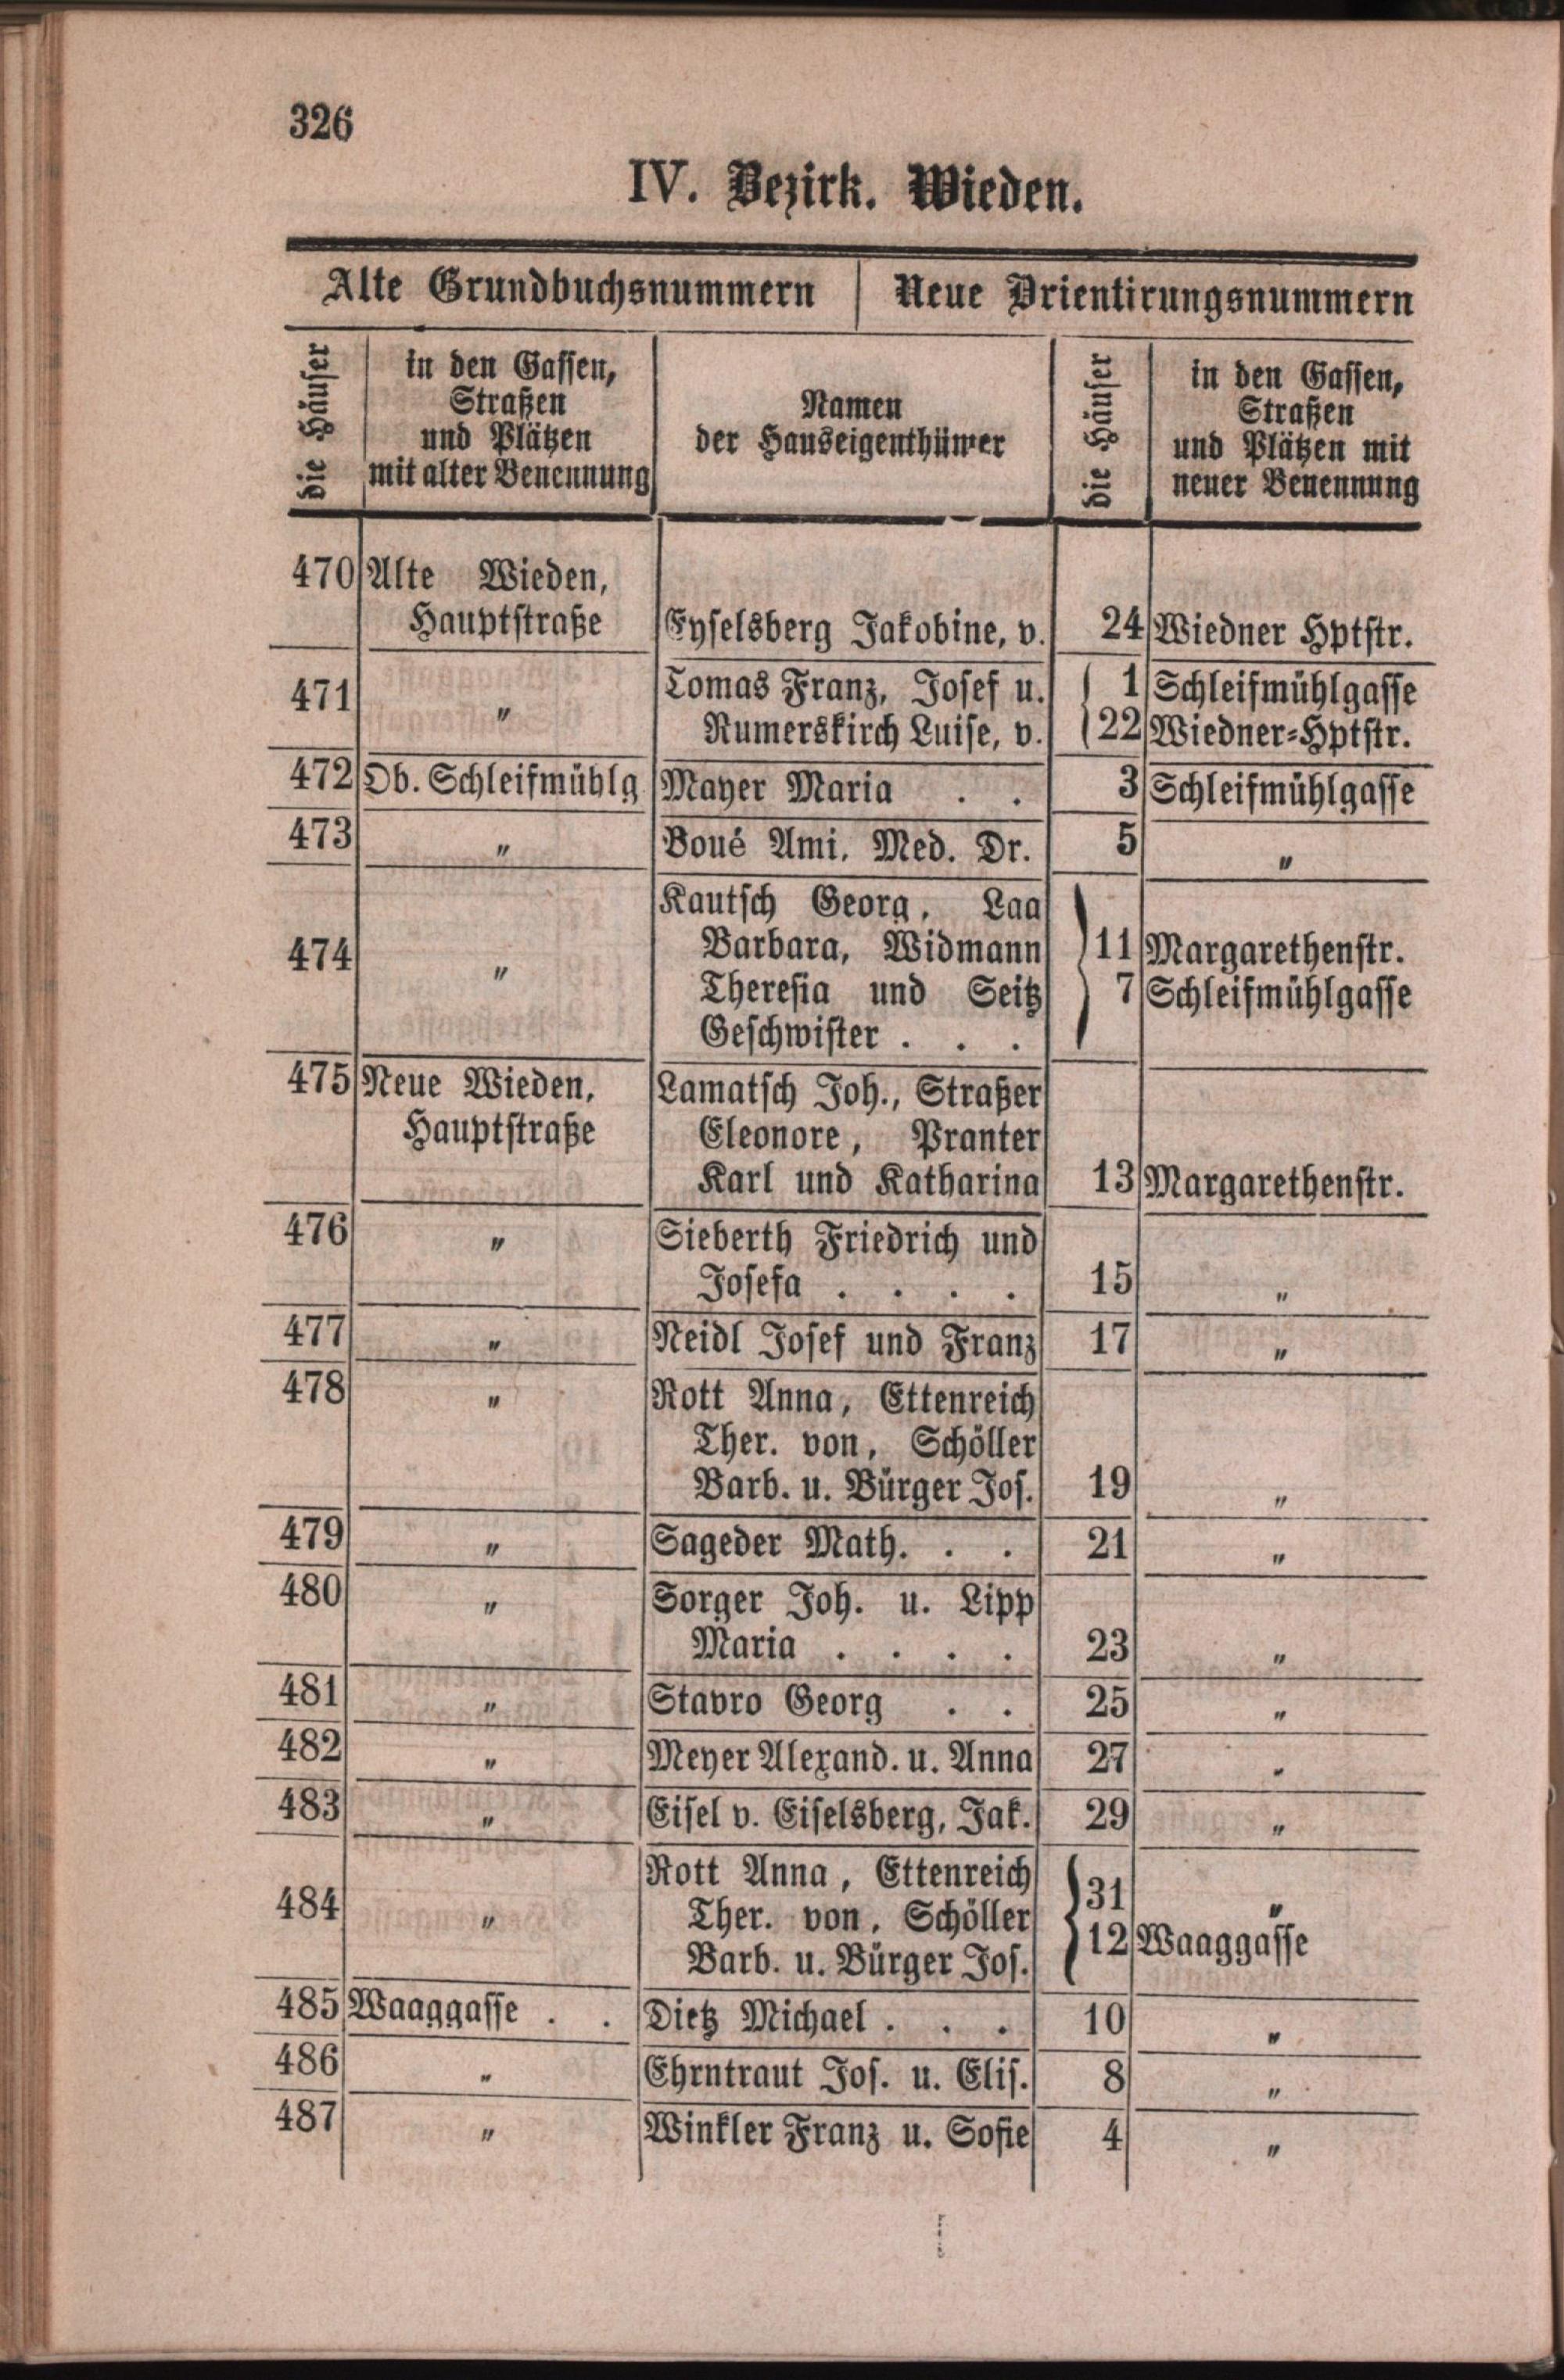 326
IV. Bezirk. Wieden.
Alte Grundbuchsnummern | Neue Orientirungsnummern
die Häuser | in den Gassen, Straßen und Plätzen mit alter Benennung | Namen der Hauseigenthümer | die Häuser | in den Gassen, Straßen und Plätzen mit neuer Benennung
470 Alte Wieden,
Hauptstraße Eyselsberg Jakobine, v. 24 Wiedner Hptstr.
471 " Tomas Franz, Josef u. 1 Schleifmühlgasse
Rumerskirch Luise, v. 22 Wiedner-Hptstr.
472 Ob. Schleifmühlg Mayer Maria . . 3 Schleifmühlgasse
473 " Boué Ami. Med. Dr. 5 "
474 " Kautsch Georg, Laa
Barbara, Widmann 11 Margarethenstr.
Theresia und Seitz 7 Schleifmühlgasse
Geschwister . . .
475 Neue Wieden, Lamatsch Joh., Straßer
Hauptstraße Eleonore, Pranter
Karl und Katharina 13 Margarethenstr.
476 " Sieberth Friedrich und
Josefa . . . . 15 "
477 " Neidl Josef und Franz 17 "
478 " Rott Anna, Ettenreich
Ther. von, Schöller
Barb. u. Bürger Jos. 19 "
479 " Sageder Math. . . 21 "
480 " Sorger Joh. u. Lipp
Maria . . . . 23 "
481 " Stavro Georg . . 25 "
482 " Meyer Alexand. u. Anna 27 "
483 " Eisel v. Eiselsberg, Jak. 29 "
484 " Rott Anna, Ettenreich 31 "
Ther. von, Schöller 12 Waaggasse
Barb. u. Bürger Jos.
485 Waaggasse . . Dietz Michael . . . 10 "
486 " Ehrntraut Jos. u. Elis. 8 "
487 " Winkler Franz u. Sofie 4 "